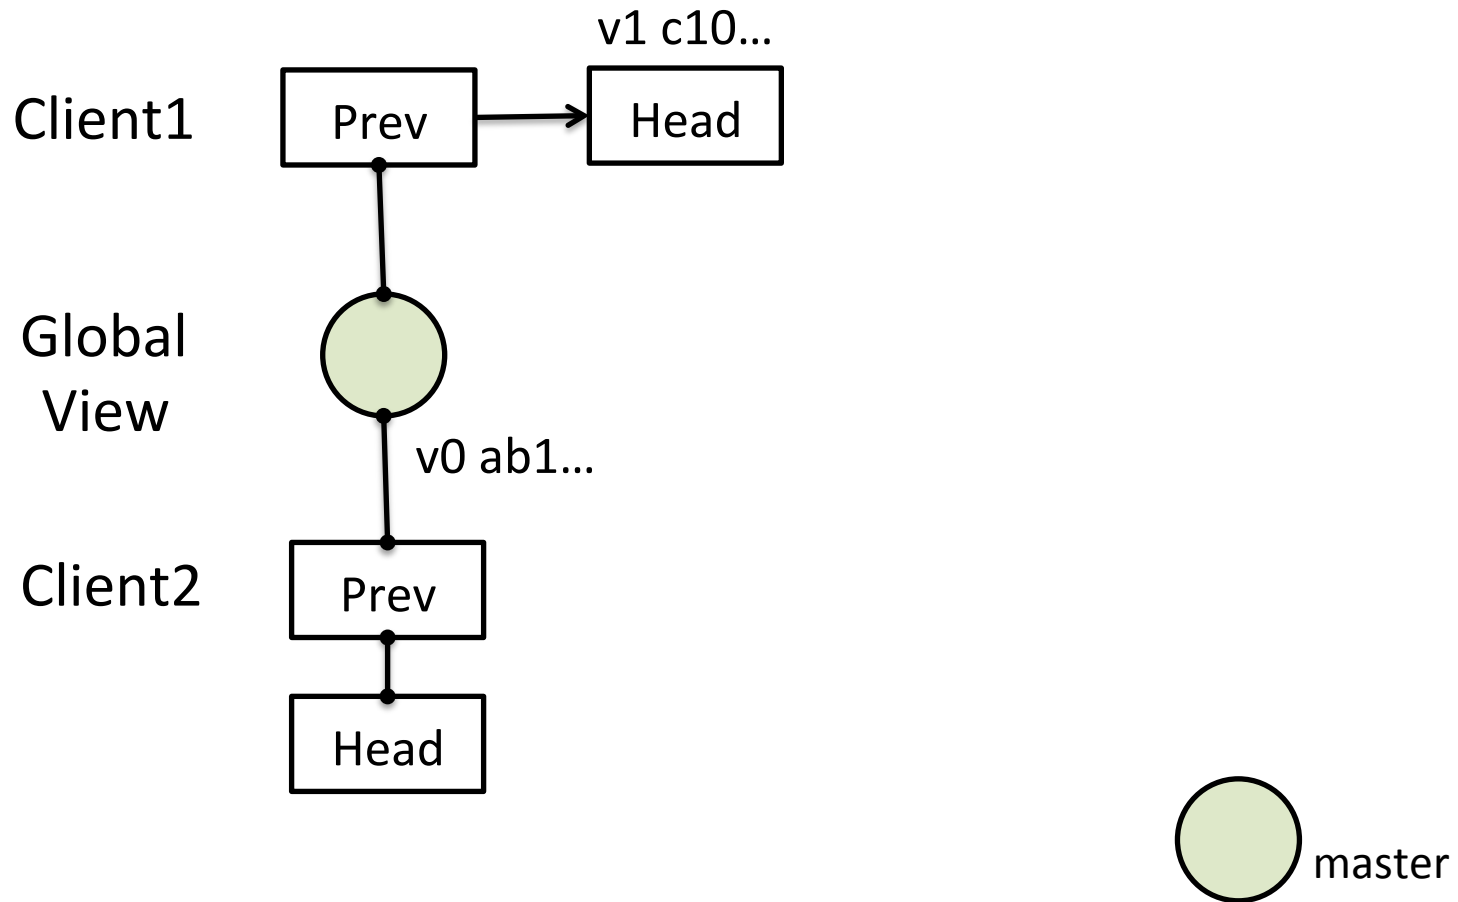 v1 c10…
Client1
Prev
Head
Global
View
v0 ab1…
Client2
Prev
Head
master